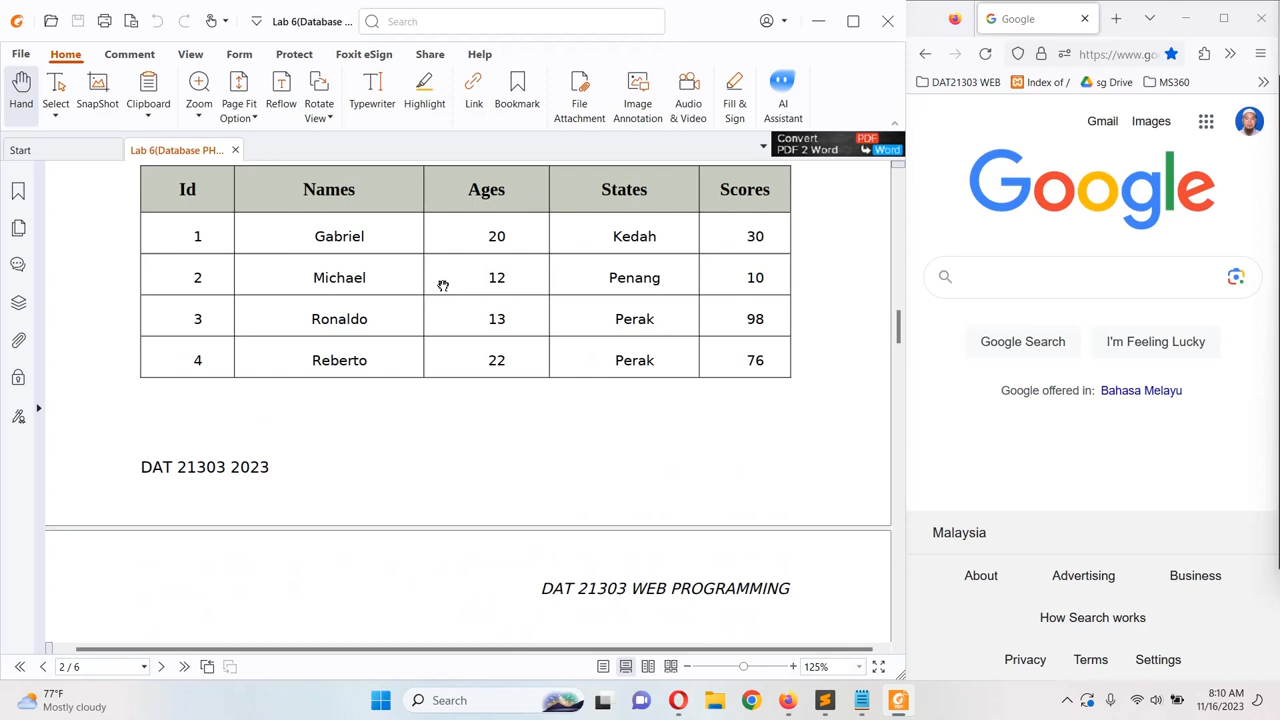 Lab 6(Database ...
Search
File Home Comment View Form Protect Foxit eSign Share Help
Hand Select SnapShot Clipboard Zoom Page Fit Option Reflow Rotate View Typewriter Highlight Link Bookmark File Attachment Image Annotation Audio & Video Fill & Sign AI Assistant
Start
Lab 6(Database PH...
Convert PDF
PDF 2 Word Word
Id Names Ages States Scores
1 Gabriel 20 Kedah 30
2 Michael 12 Penang 10
3 Ronaldo 13 Perak 98
4 Reberto 22 Perak 76
DAT 21303 2023
DAT 21303 WEB PROGRAMMING
2 / 6
125%
Google
https://www.go
DAT21303 WEB Index of / sg Drive MS360
Gmail Images
Google
Google Search I'm Feeling Lucky
Google offered in: Bahasa Melayu
Malaysia
About Advertising Business
How Search works
Privacy Terms Settings
77°F
Mostly cloudy
Search
8:10 AM
11/16/2023